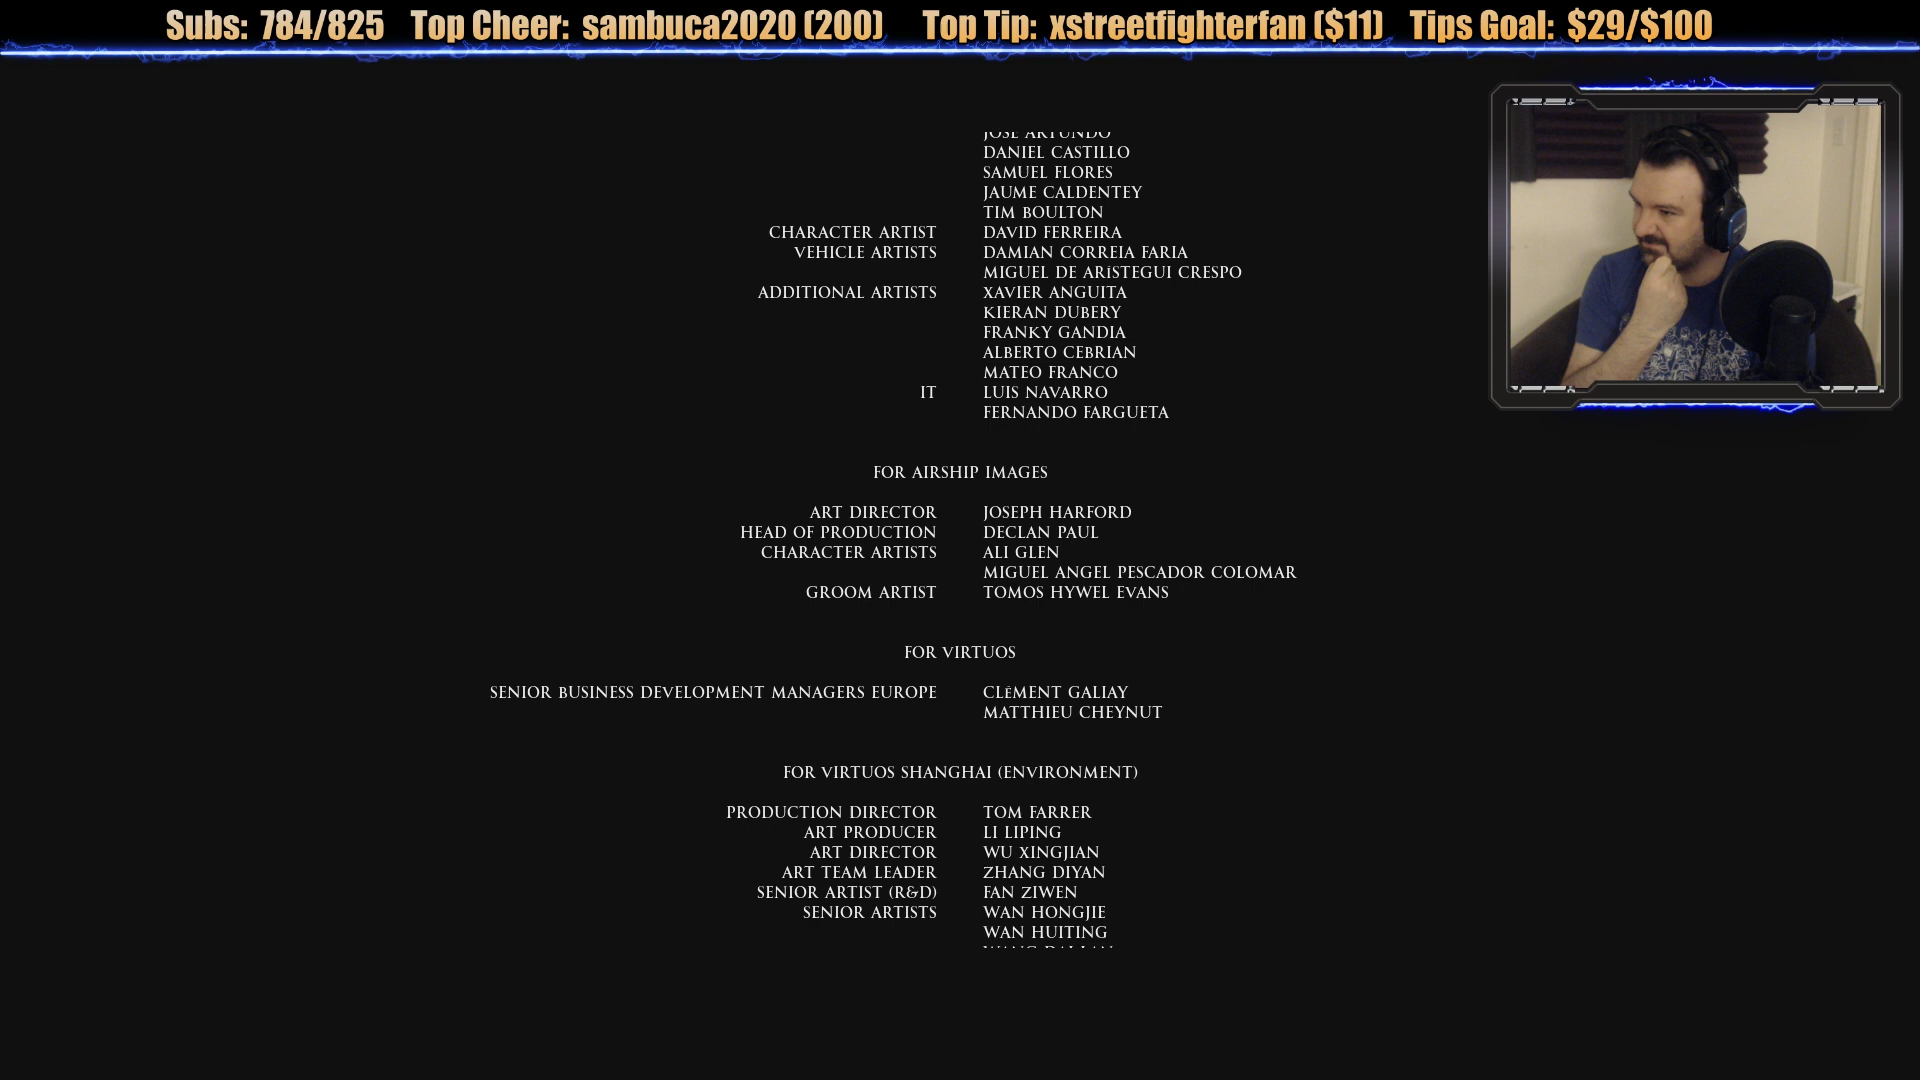 Subs: 784/825 Top Cheer: sambuca2020 (200) Top Tip: xstreetfighterfan ($11) Tips Goal: $29/$100
DANIEL CASTILLO
SAMUEL FLORES
JAUME CALDENTEY
TIM BOULTON
CHARACTER ARTIST DAVID FERREIRA
VEHICLE ARTISTS DAMIAN CORREIA FARIA
MIGUEL DE ARÍSTEGUI CRESPO
ADDITIONAL ARTISTS XAVIER ANGUITA
KIERAN DUBERY
FRANKY GANDIA
ALBERTO CEBRIAN
MATEO FRANCO
IT LUIS NAVARRO
FERNANDO FARGUETA
FOR AIRSHIP IMAGES
ART DIRECTOR JOSEPH HARFORD
HEAD OF PRODUCTION DECLAN PAUL
CHARACTER ARTISTS ALI GLEN
MIGUEL ANGEL PESCADOR COLOMAR
GROOM ARTIST TOMOS HYWEL EVANS
FOR VIRTUOS
SENIOR BUSINESS DEVELOPMENT MANAGERS EUROPE CLÉMENT GALIAY
MATTHIEU CHEYNUT
FOR VIRTUOS SHANGHAI (ENVIRONMENT)
PRODUCTION DIRECTOR TOM FARRER
ART PRODUCER LI LIPING
ART DIRECTOR WU XINGJIAN
ART TEAM LEADER ZHANG DIYAN
SENIOR ARTIST (R&D) FAN ZIWEN
SENIOR ARTISTS WAN HONGJIE
WAN HUITING